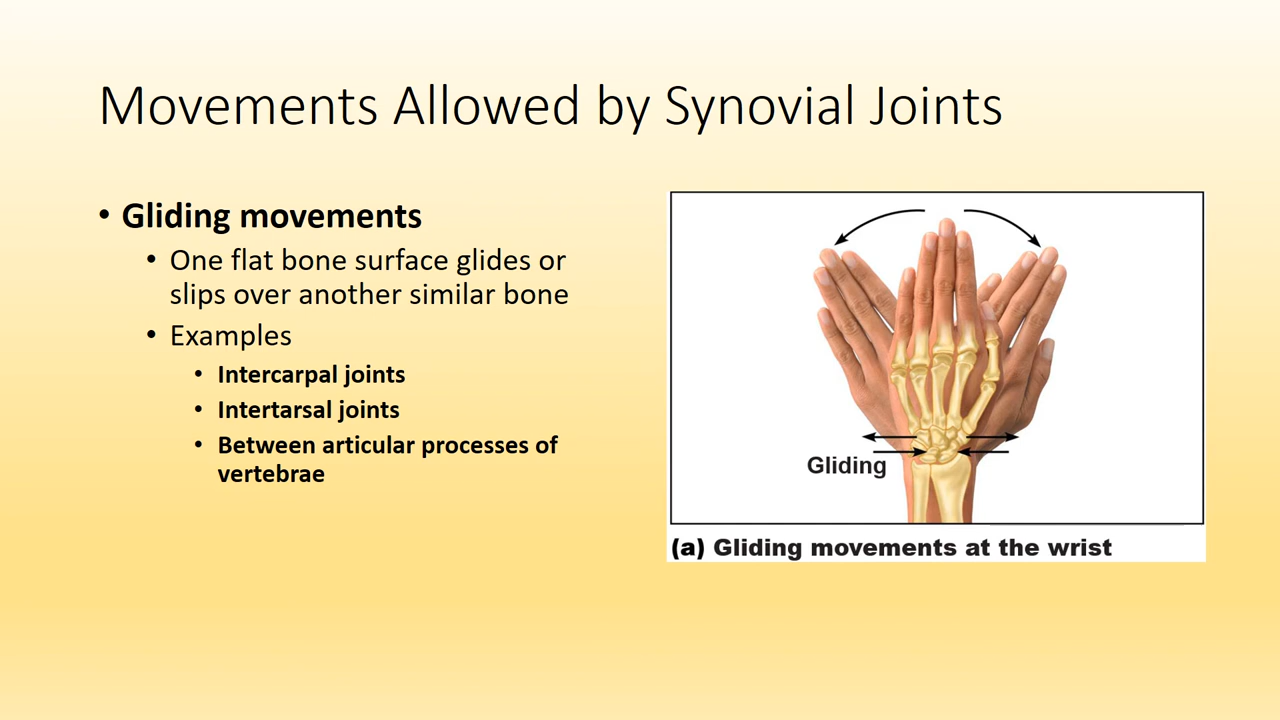 Movements Allowed by Synovial Joints
• Gliding movements
• One flat bone surface glides or
slips over another similar bone
• Examples
• Intercarpal joints
• Intertarsal joints
• Between articular processes of
vertebrae
Gliding
(a) Gliding movements at the wrist